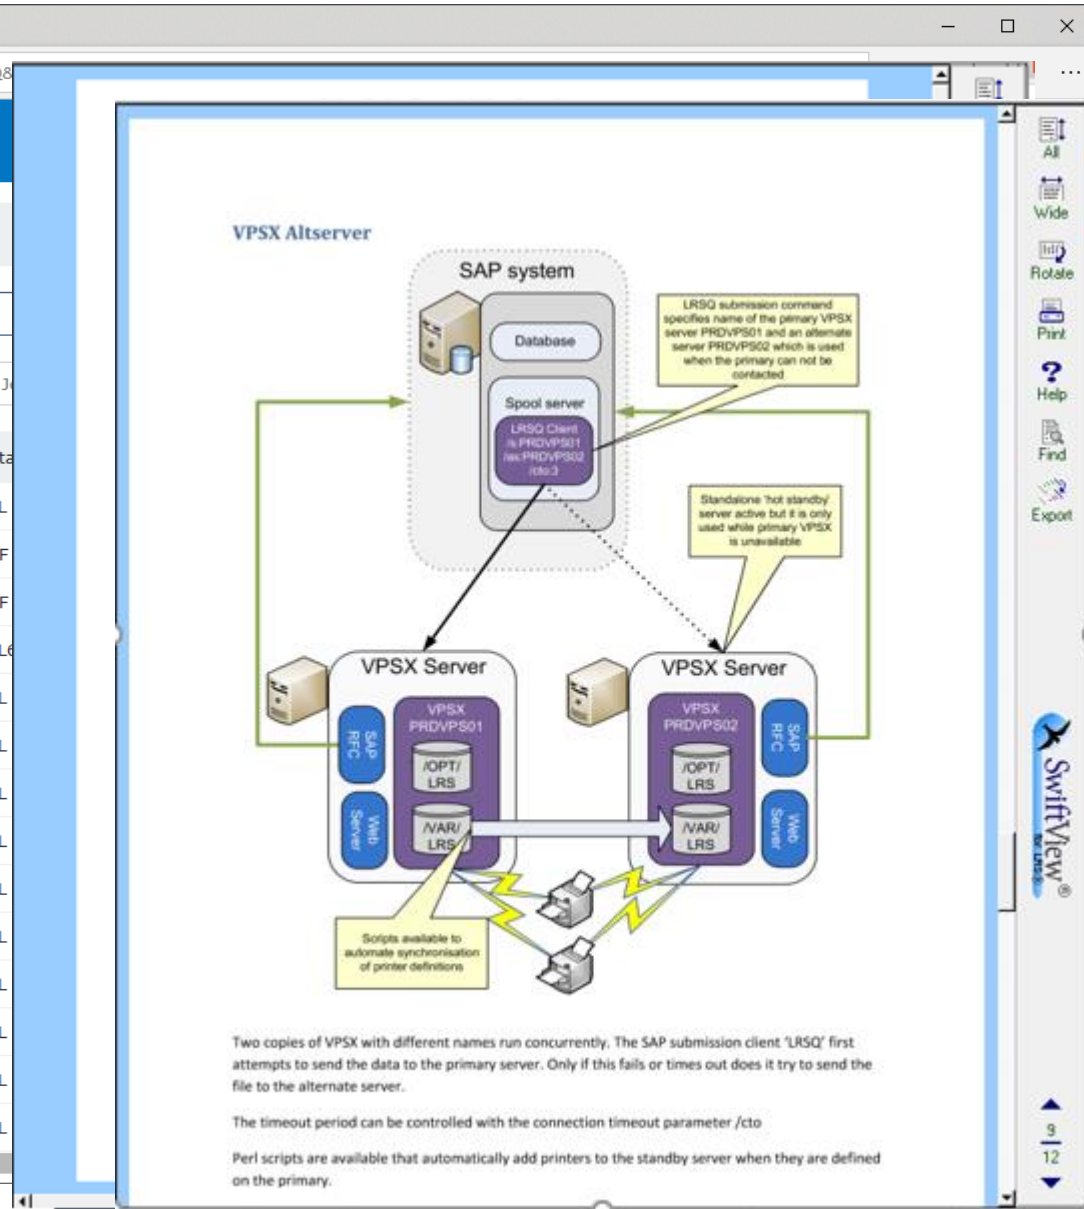 VPSX Altserver
SAP system
Database
Spool server
LRSQ Client
/s:PRDVPS01
/as:PRDVPS02
/cto:3
LRSQ submission command
specifies name of the primary VPSX
server PRDVPS01 and an alternate
server PRDVPS02 which is used
when the primary can not be
contacted
Standalone 'hot standby'
server active but it is only
used while primary VPSX
is unavailable
VPSX Server
VPSX
PRDVPS01
SAP
RFC
/OPT/
LRS
Web
Server
/VAR/
LRS
VPSX Server
VPSX
PRDVPS02
SAP
RFC
/OPT/
LRS
Web
Server
/VAR/
LRS
Scripts available to
automate synchronisation
of printer definitions
Two copies of VPSX with different names run concurrently. The SAP submission client 'LRSQ' first
attempts to send the data to the primary server. Only if this fails or times out does it try to send the
file to the alternate server.
The timeout period can be controlled with the connection timeout parameter /cto
Perl scripts are available that automatically add printers to the standby server when they are defined
on the primary.
All
Wide
Rotate
Print
Help
Find
Export
SwiftView®
9
12